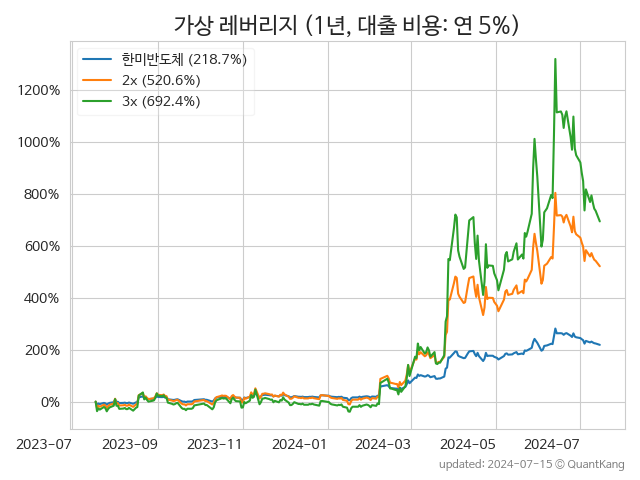 가상 레버리지 (1년, 대출 비용: 연 5%)
한미반도체 (218.7%)
2x (520.6%)
3x (692.4%)
1200%
1000%
800%
600%
400%
200%
0%
2023-07 2023-09 2023-11 2024-01 2024-03 2024-05 2024-07
updated: 2024-07-15 © QuantKang